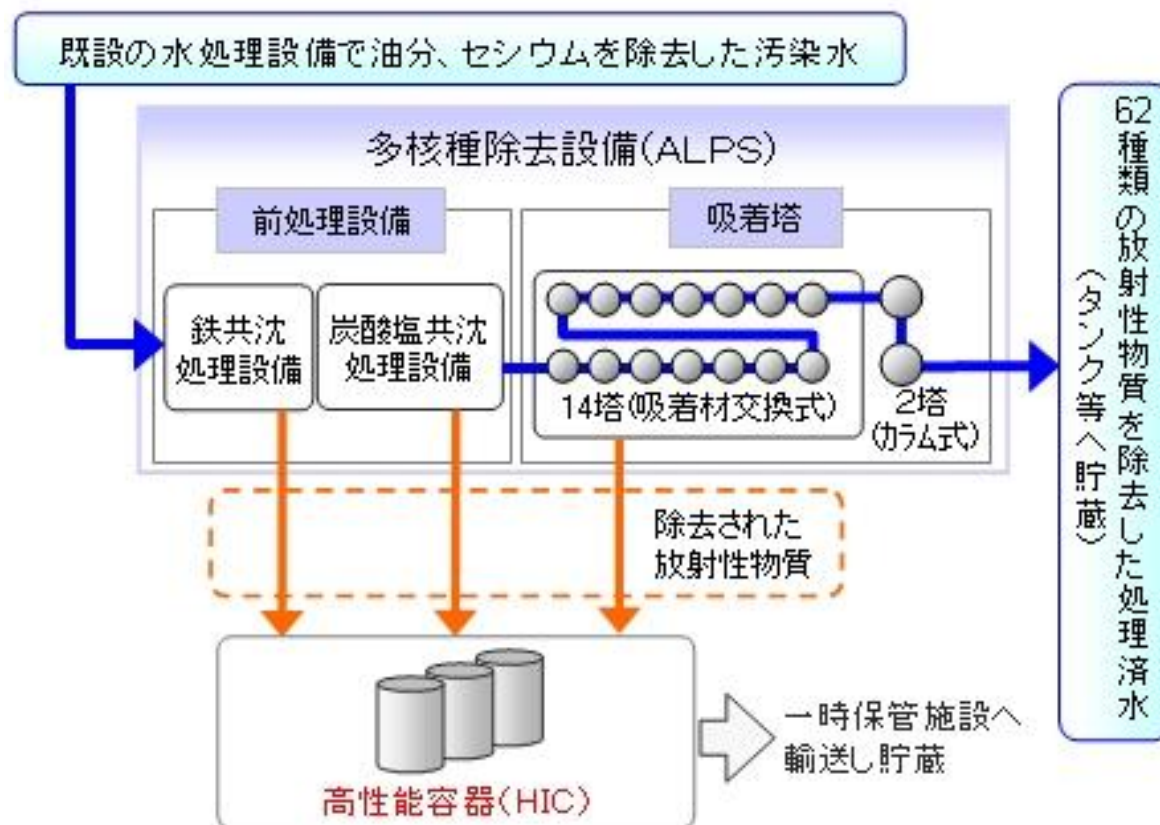 既設の水処理設備で油分、セシウムを除去した汚染水
多核種除去設備(ALPS)
前処理設備
吸着塔
鉄共沈
処理設備
炭酸塩共沈
処理設備
14塔(吸着材交換式)
2塔
(カラム式)
除去された
放射性物質
高性能容器(HIC)
一時保管施設へ
輸送し貯蔵
62種類の放射性物質を除去した処理済水
(タンク等へ貯蔵)